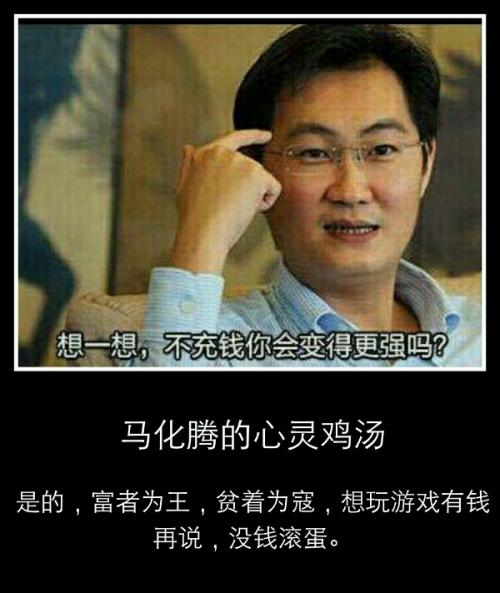 想一想，不充钱你会变得更强吗？
马化腾的心灵鸡汤
是的，富者为王，贫着为寇，想玩游戏有钱
再说，没钱滚蛋。